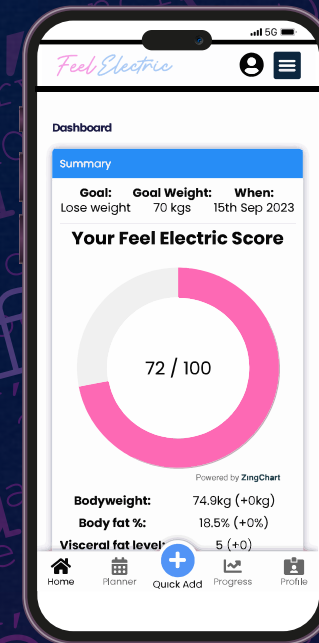 5G
Feel Electric
Dashboard
Summary
Goal: Goal Weight: When:
Lose weight 70 kgs 15th Sep 2023
Your Feel Electric Score
72 / 100
Powered by ZingChart
Bodyweight: 74.9kg (+0kg)
Body fat %: 18.5% (+0%)
Visceral fat level: 5 (+0)
Home Planner Quick Add Progress Profile